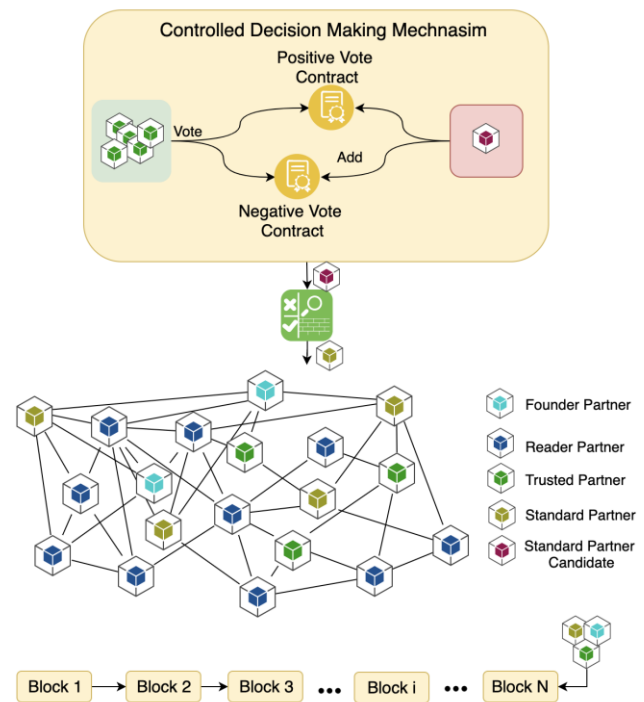 Controlled Decision Making Mechnasim
Positive Vote
Contract
Vote
Add
Negative Vote
Contract
Founder Partner
Reader Partner
Trusted Partner
Standard Partner
Standard Partner
Candidate
Block 1
Block 2
Block 3
•••
Block i
•••
Block N